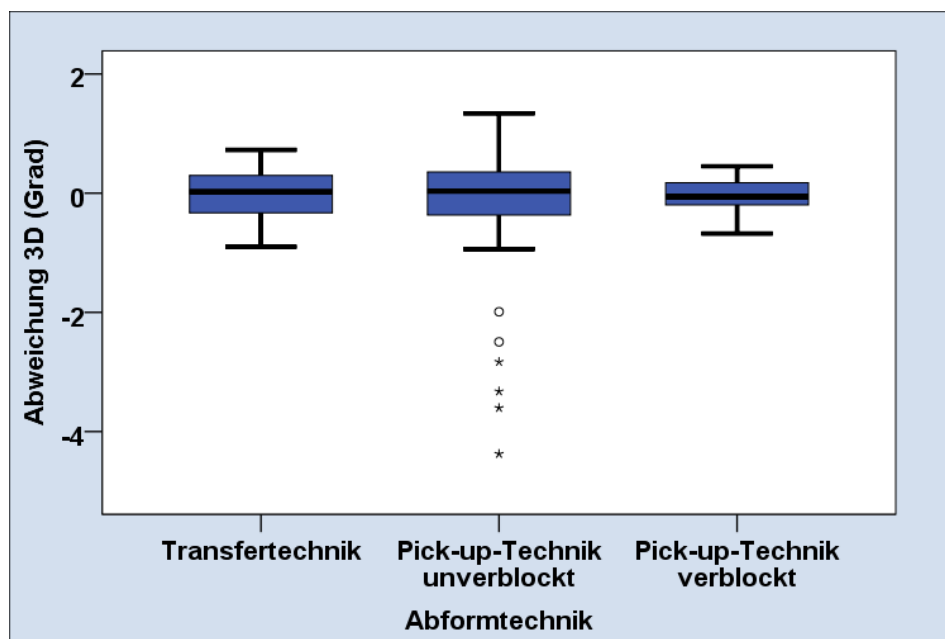 Abweichung 3D (Grad)
2
0
-2
-4
Transfertechnik
Pick-up-Technik
unverblockt
Pick-up-Technik
verblockt
Abformtechnik